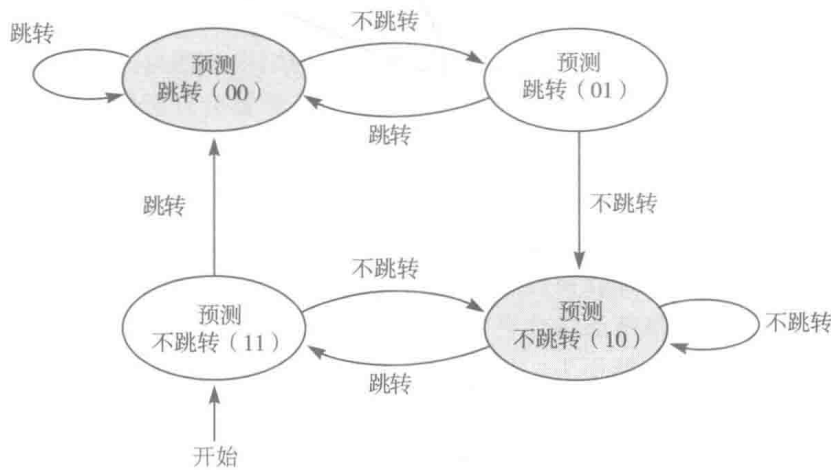 跳转
不跳转
预测
跳转（00）
预测
跳转（01）
跳转
跳转
不跳转
不跳转
预测
不跳转（11）
预测
不跳转（10）
不跳转
跳转
开始